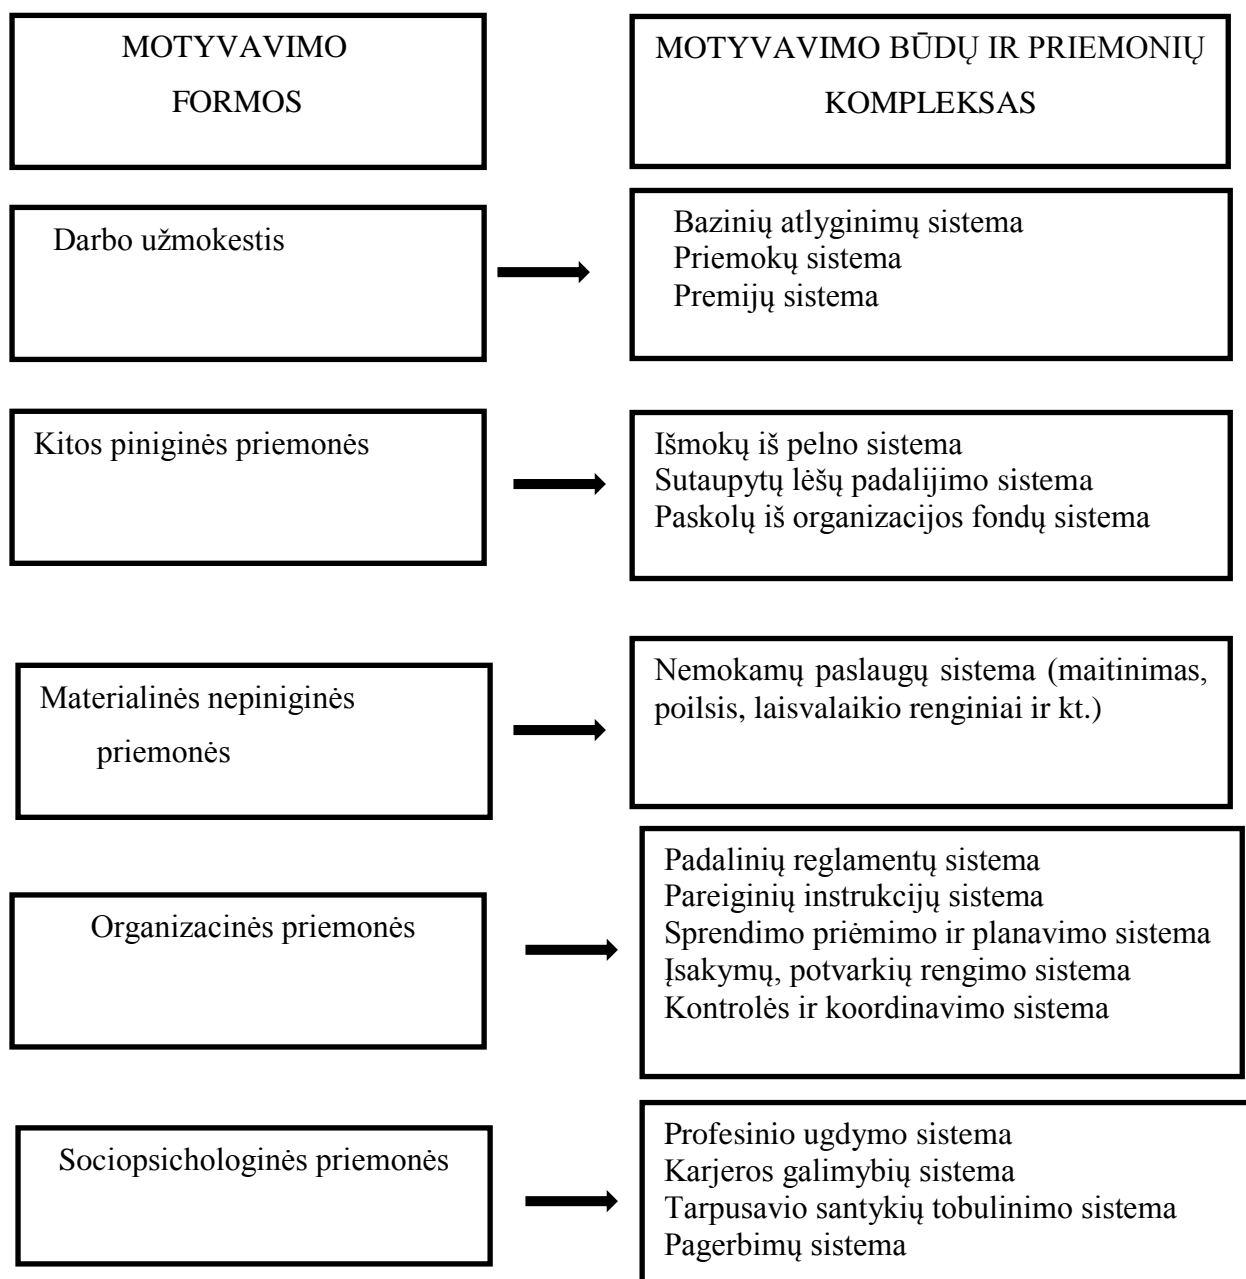 MOTYVAVIMO
FORMOS
MOTYVAVIMO BŪDŲ IR PRIEMONIŲ
KOMPLEKSAS
Darbo užmokestis
Bazinių atlyginimų sistema
Priemokų sistema
Premijų sistema
Kitos piniginės priemonės
Išmokų iš pelno sistema
Sutaupytų lėšų padalijimo sistema
Paskolų iš organizacijos fondų sistema
Materialinės nepiniginės
priemonės
Nemokamų paslaugų sistema (maitinimas,
poilsis, laisvalaikio renginiai ir kt.)
Organizacinės priemonės
Padalinių reglamentų sistema
Pareiginių instrukcijų sistema
Sprendimo priėmimo ir planavimo sistema
Įsakymų, potvarkių rengimo sistema
Kontrolės ir koordinavimo sistema
Sociopsichologinės priemonės
Profesinio ugdymo sistema
Karjeros galimybių sistema
Tarpusavio santykių tobulinimo sistema
Pagerbimų sistema